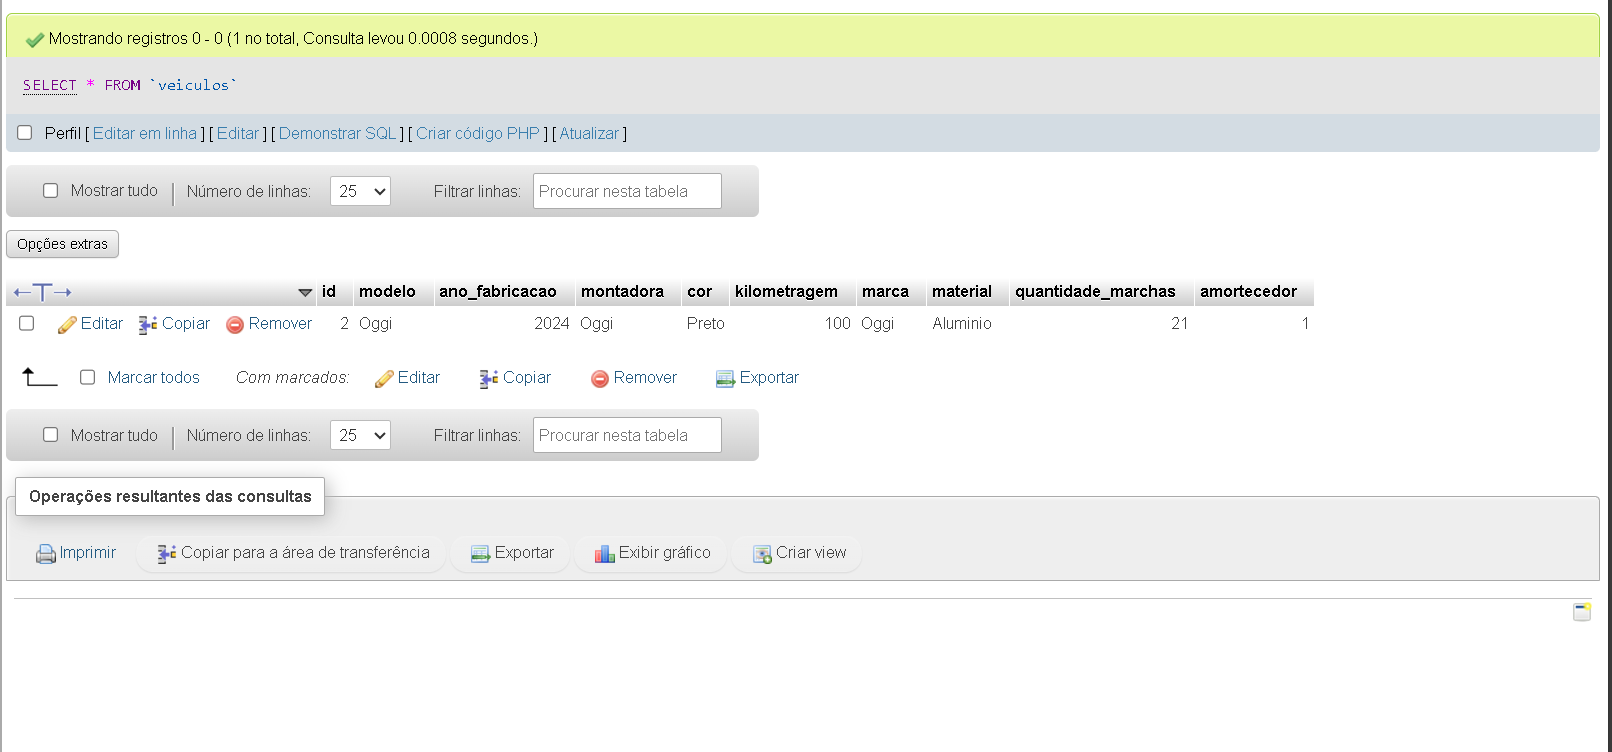 Mostrando registros 0 - 0 (1 no total, Consulta levou 0.0008 segundos.)
SELECT * FROM `veiculos`
Perfil [ Editar em linha ] [ Editar ] [ Demonstrar SQL ] [ Criar código PHP ] [ Atualizar ]
Mostrar tudo Número de linhas: 25 Filtrar linhas: Procurar nesta tabela
Opções extras
id modelo ano_fabricacao montadora cor kilometragem marca material quantidade_marchas amortecedor
Editar Copiar Remover 2 Oggi 2024 Oggi Preto 100 Oggi Aluminio 21 1
Marcar todos Com marcados: Editar Copiar Remover Exportar
Mostrar tudo Número de linhas: 25 Filtrar linhas: Procurar nesta tabela
Operações resultantes das consultas
Imprimir Copiar para a área de transferência Exportar Exibir gráfico Criar view